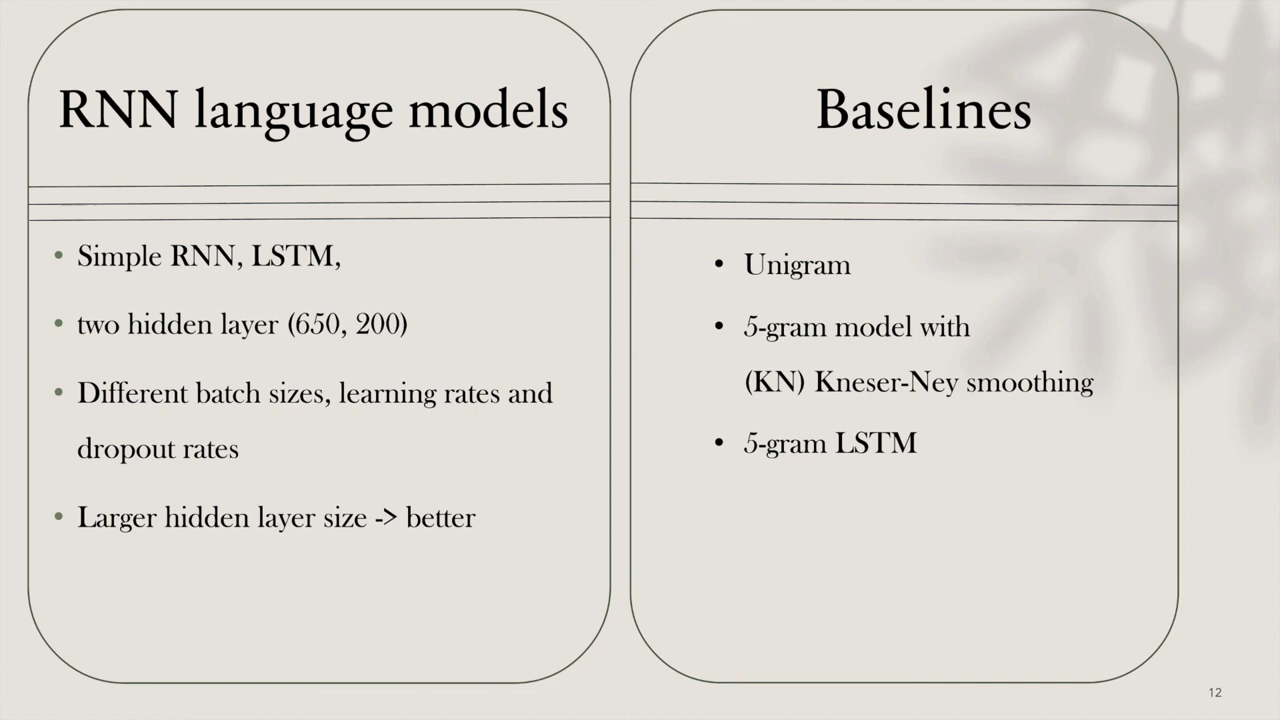 RNN language models
• Simple RNN, LSTM,
• two hidden layer (650, 200)
• Different batch sizes, learning rates and
dropout rates
• Larger hidden layer size -> better
Baselines
• Unigram
• 5-gram model with
(KN) Kneser-Ney smoothing
• 5-gram LSTM
12